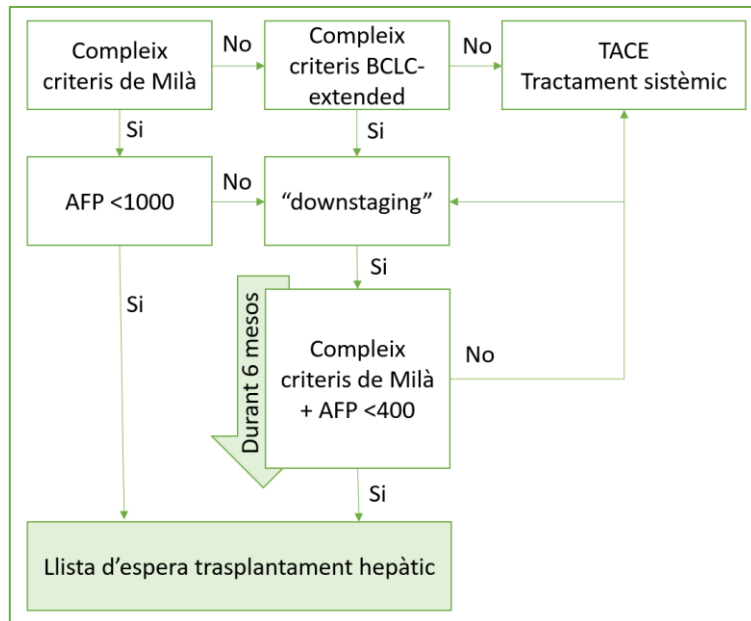 Compleix
criteris de Milà
No
Compleix
criteris BCLC-
extended
No
TACE
Tractament sistèmic
Si
Si
AFP <1000
No
“downstaging”
Si
Si
Durant 6 mesos
Compleix
criteris de Milà
+ AFP <400
No
Si
Llista d’espera trasplantament hepàtic